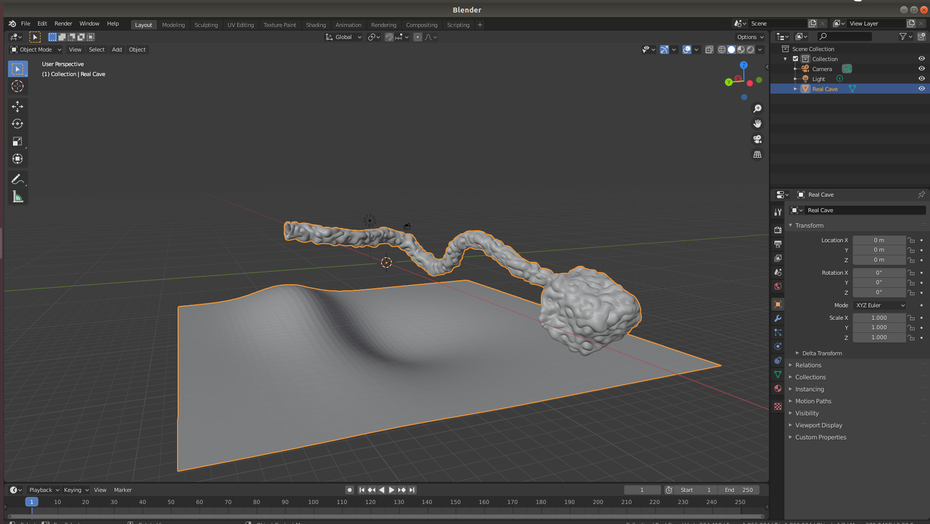 Blender
File Edit Render Window Help Layout Modeling Sculpting UV Editing Texture Paint Shading Animation Rendering Compositing Scripting + Scene View Layer
Global Options
Object Mode View Select Add Object
User Perspective
(1) Collection | Real Cave
Z
Y
Scene Collection
Collection
Camera
Light
Real Cave
Real Cave
Real Cave
Transform
Location X 0 m
Y 0 m
Z 0 m
Rotation X 0°
Y 0°
Z 0°
Mode XYZ Euler
Scale X 1.000
Y 1.000
Z 1.000
Delta Transform
Relations
Collections
Instancing
Motion Paths
Visibility
Viewport Display
Custom Properties
Playback Keying View Marker 1 Start 1 End 250
1 10 20 30 40 50 60 70 80 90 100 110 120 130 140 150 160 170 180 190 200 210 220 230 240 250